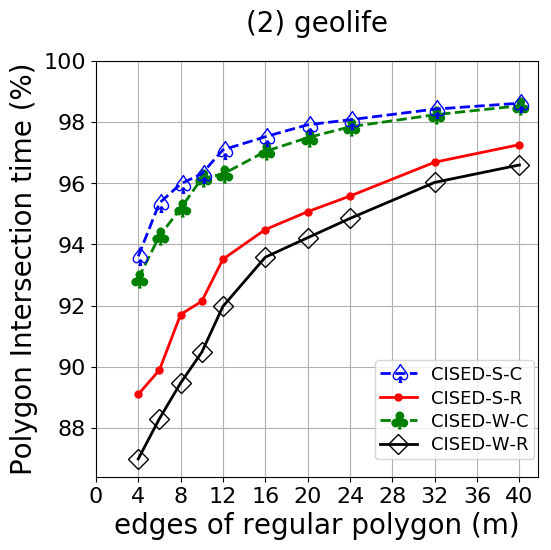 (2) geolife
Polygon Intersection time (%)
100
98
96
94
92
90
88
CISED-S-C
CISED-S-R
CISED-W-C
CISED-W-R
0 4 8 12 16 20 24 28 32 36 40
edges of regular polygon (m)